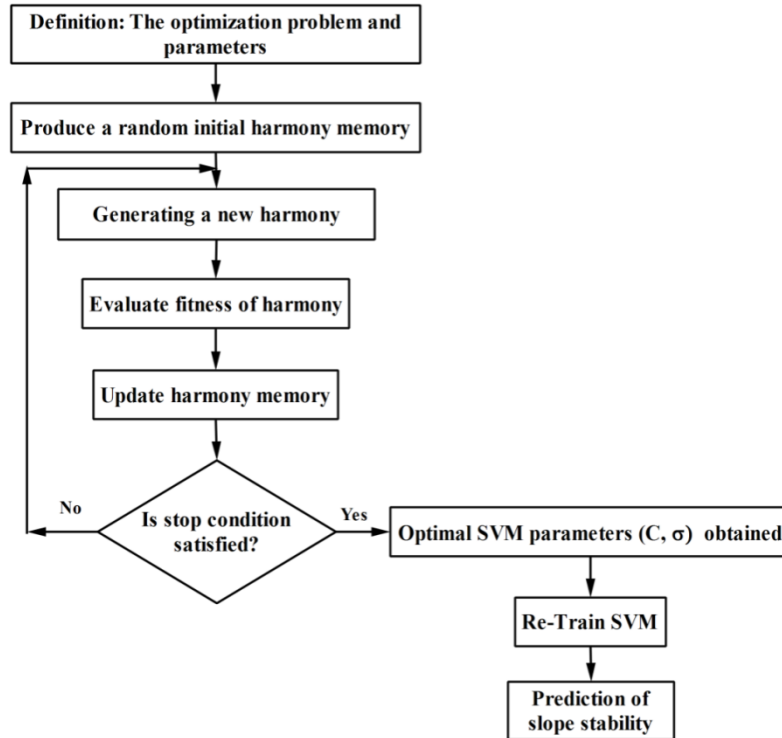 Definition: The optimization problem and
parameters
Produce a random initial harmony memory
Generating a new harmony
Evaluate fitness of harmony
Update harmony memory
Is stop condition
satisfied?
No
Yes
Optimal SVM parameters (C, σ) obtained
Re-Train SVM
Prediction of
slope stability